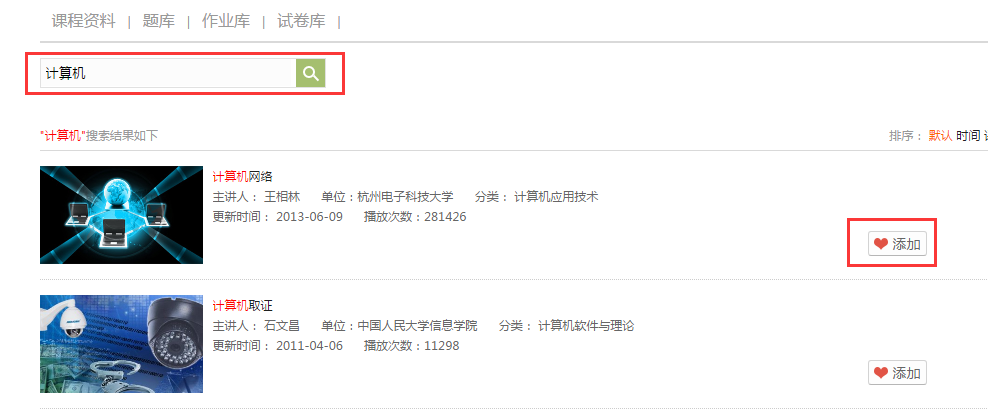 课程资料 | 题库 | 作业库 | 试卷库 |
计算机
"计算机"搜索结果如下 排序： 默认 时间
计算机网络
主讲人： 王相林 单位：杭州电子科技大学 分类： 计算机应用技术
更新时间： 2013-06-09 播放次数：281426
添加
计算机取证
主讲人： 石文昌 单位：中国人民大学信息学院 分类： 计算机软件与理论
更新时间： 2011-04-06 播放次数：11298
添加